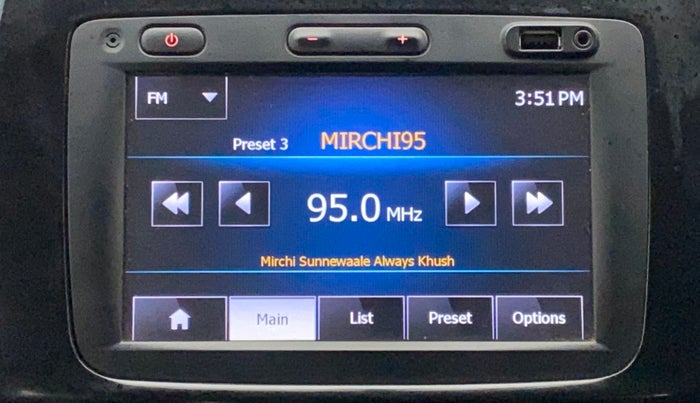 FM
3:51 PM
Preset 3 MIRCHI95
95.0 MHz
Mirchi Sunnewaale Always Khush
Main List Preset Options